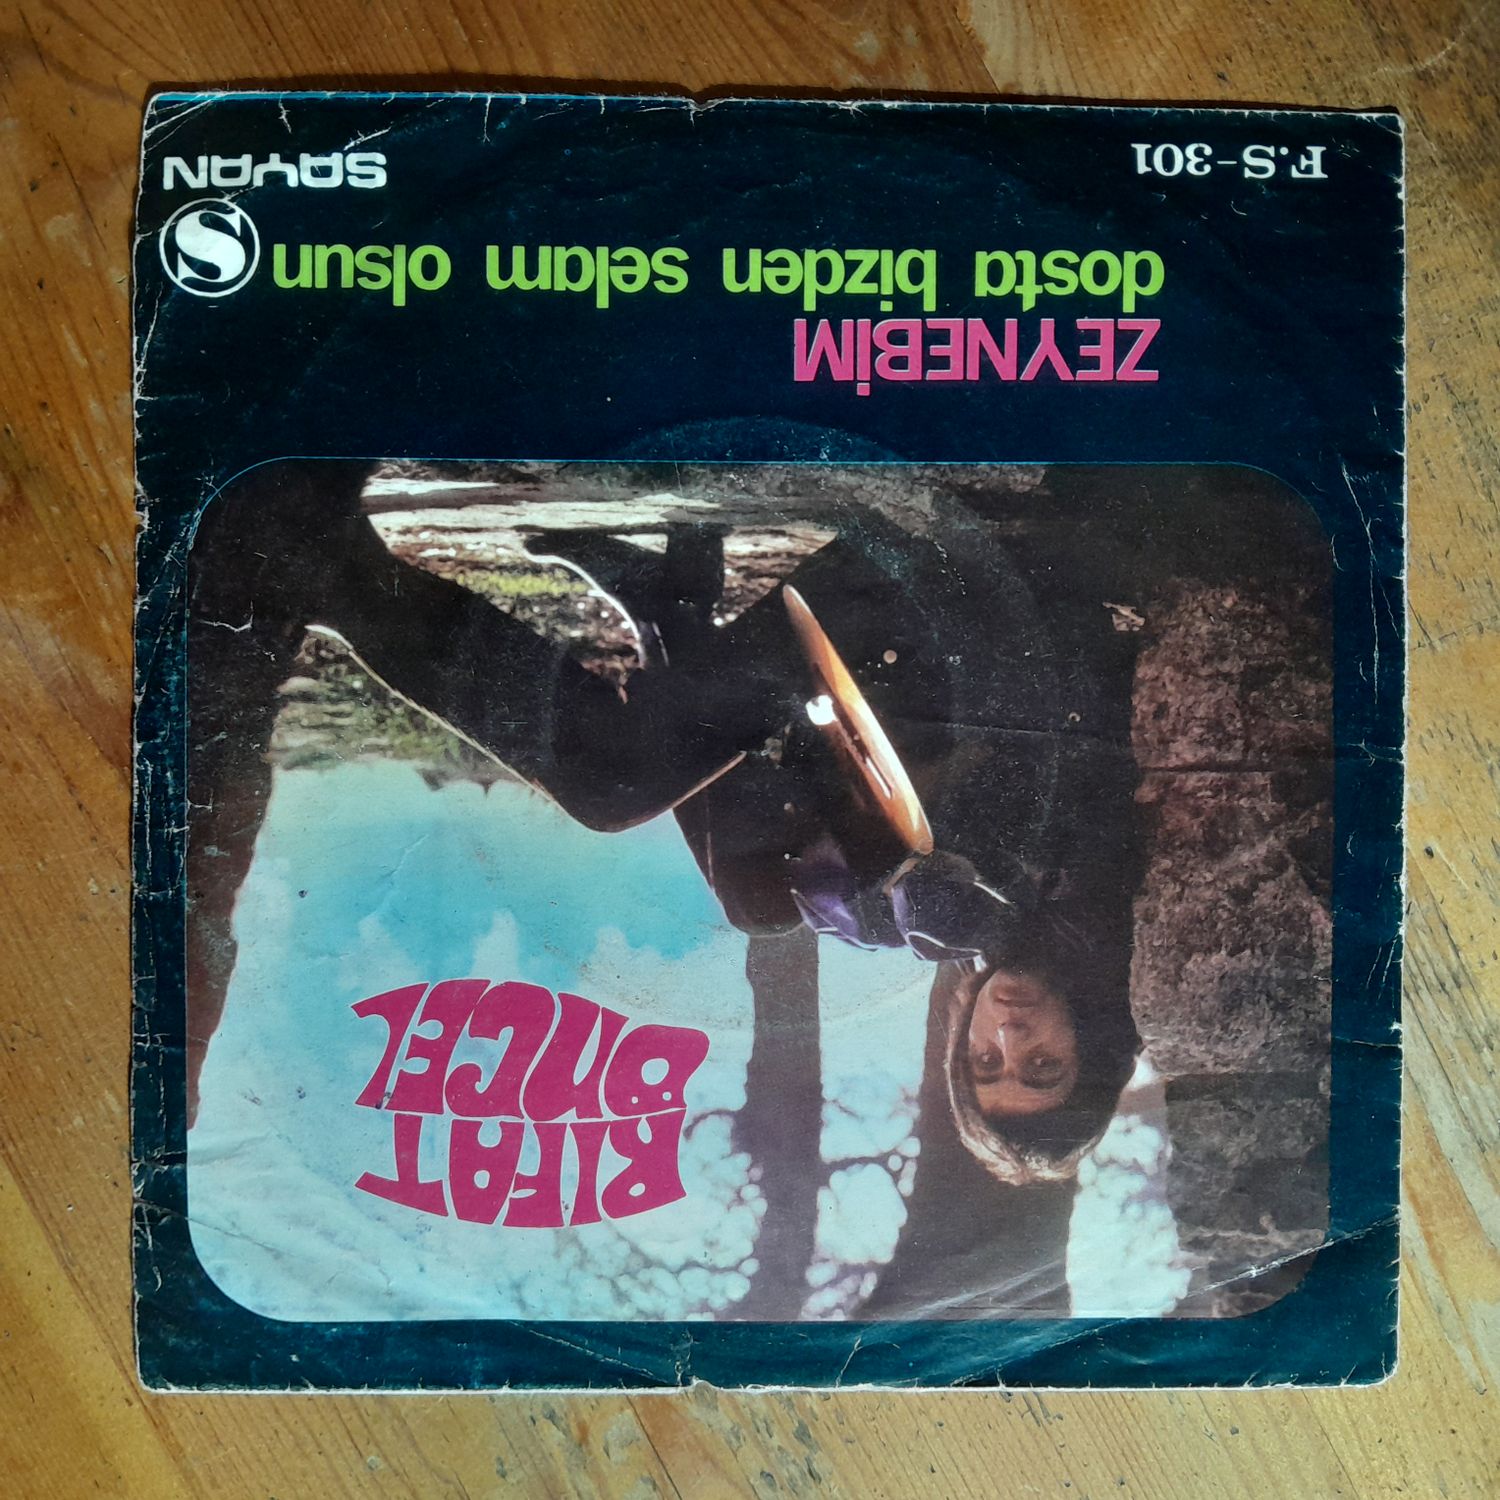 RIFAT
ÖNCEL
ZEYNEBİM
dosta bizden selam olsun
S
SAYAN
F.S-301